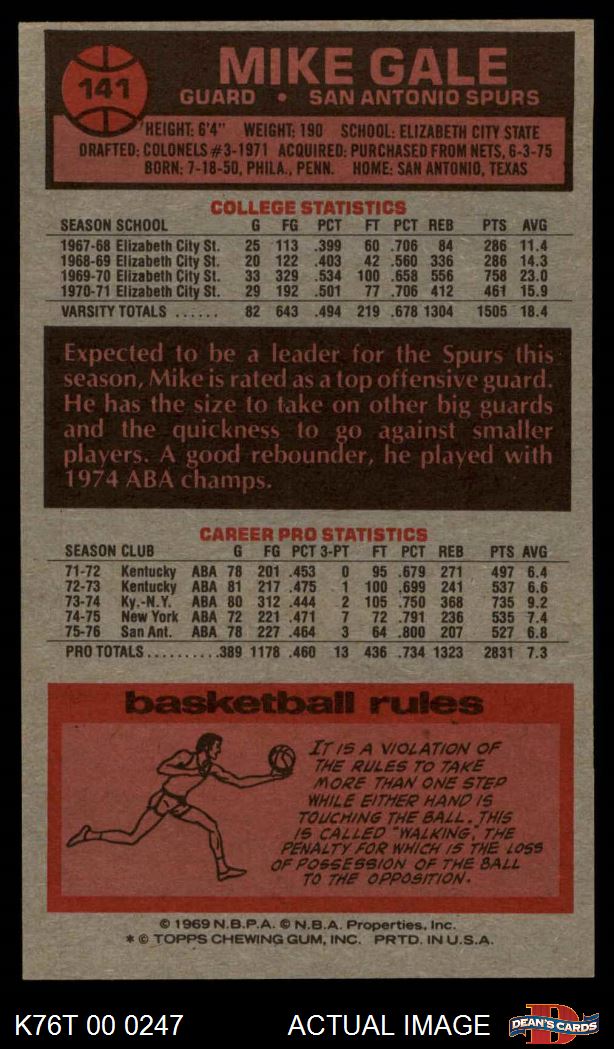 141
MIKE GALE
GUARD • SAN ANTONIO SPURS
HEIGHT: 6'4" WEIGHT: 190 SCHOOL: ELIZABETH CITY STATE
DRAFTED: COLONELS #3-1971 ACQUIRED: PURCHASED FROM NETS, 6-3-75
BORN: 7-18-50, PHILA., PENN. HOME: SAN ANTONIO, TEXAS
COLLEGE STATISTICS
SEASON SCHOOL G FG PCT FT PCT REB PTS AVG
1967-68 Elizabeth City St. 25 113 .399 60 .706 84 286 11.4
1968-69 Elizabeth City St. 20 122 .403 42 .560 336 286 14.3
1969-70 Elizabeth City St. 33 329 .534 100 .658 556 758 23.0
1970-71 Elizabeth City St. 29 192 .501 77 .706 412 461 15.9
VARSITY TOTALS ...... 82 643 .494 219 .678 1304 1505 18.4
Expected to be a leader for the Spurs this
season, Mike is rated as a top offensive guard.
He has the size to take on other big guards
and the quickness to go against smaller
players. A good rebounder, he played with
1974 ABA champs.
CAREER PRO STATISTICS
SEASON CLUB G FG PCT 3-PT FT PCT REB PTS AVG
71-72 Kentucky ABA 78 201 .453 0 95 .679 271 497 6.4
72-73 Kentucky ABA 81 217 .475 1 100 .699 241 537 6.6
73-74 Ky.-N.Y. ABA 80 312 .444 2 105 .750 368 735 9.2
74-75 New York ABA 72 221 .471 7 72 .791 236 535 7.4
75-76 San Ant. ABA 78 227 .464 3 64 .800 207 527 6.8
PRO TOTALS..........389 1178 .460 13 436 .734 1323 2831 7.3
basketball rules
IT IS A VIOLATION OF
THE RULES TO TAKE
MORE THAN ONE STEP
WHILE EITHER HAND IS
TOUCHING THE BALL. THIS
IS CALLED "WALKING," THE
PENALTY FOR WHICH IS THE LOSS
OF POSSESSION OF THE BALL
TO THE OPPOSITION.
© 1969 N.B.P.A. © N.B.A. Properties, Inc.
* © TOPPS CHEWING GUM, INC. PRTD. IN U.S.A.
K76T 00 0247 ACTUAL IMAGE
D
DEAN'S CARDS